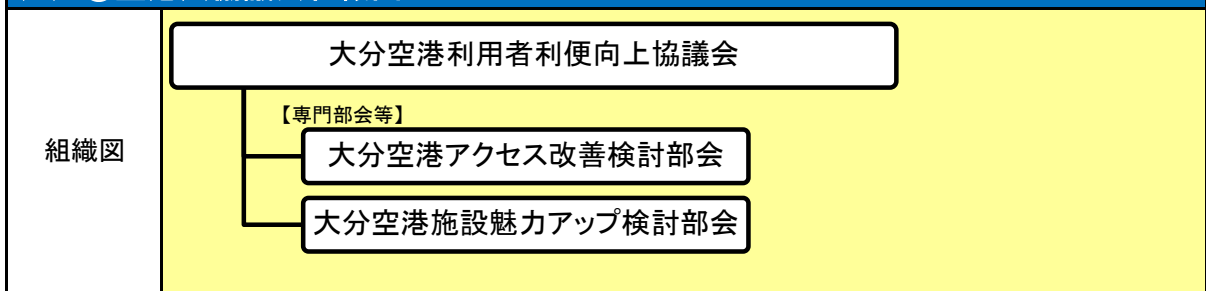 大分空港利用者利便向上協議会
【専門部会等】
組織図
大分空港アクセス改善検討部会
大分空港施設魅力アップ検討部会